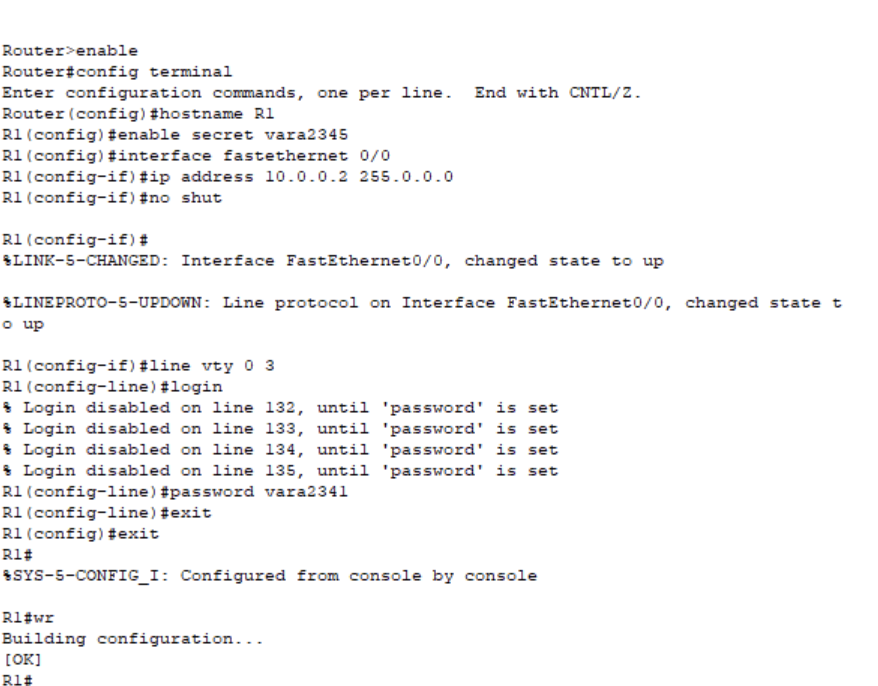 Router>enable
Router#config terminal
Enter configuration commands, one per line.  End with CNTL/Z.
Router(config)#hostname R1
R1(config)#enable secret vara2345
R1(config)#interface fastethernet 0/0
R1(config-if)#ip address 10.0.0.2 255.0.0.0
R1(config-if)#no shut
R1(config-if)#
%LINK-5-CHANGED: Interface FastEthernet0/0, changed state to up
%LINEPROTO-5-UPDOWN: Line protocol on Interface FastEthernet0/0, changed state t
o up
R1(config-if)#line vty 0 3
R1(config-line)#login
% Login disabled on line 132, until 'password' is set
% Login disabled on line 133, until 'password' is set
% Login disabled on line 134, until 'password' is set
% Login disabled on line 135, until 'password' is set
R1(config-line)#password vara2341
R1(config-line)#exit
R1(config)#exit
R1#
%SYS-5-CONFIG_I: Configured from console by console
R1#wr
Building configuration...
[OK]
R1#